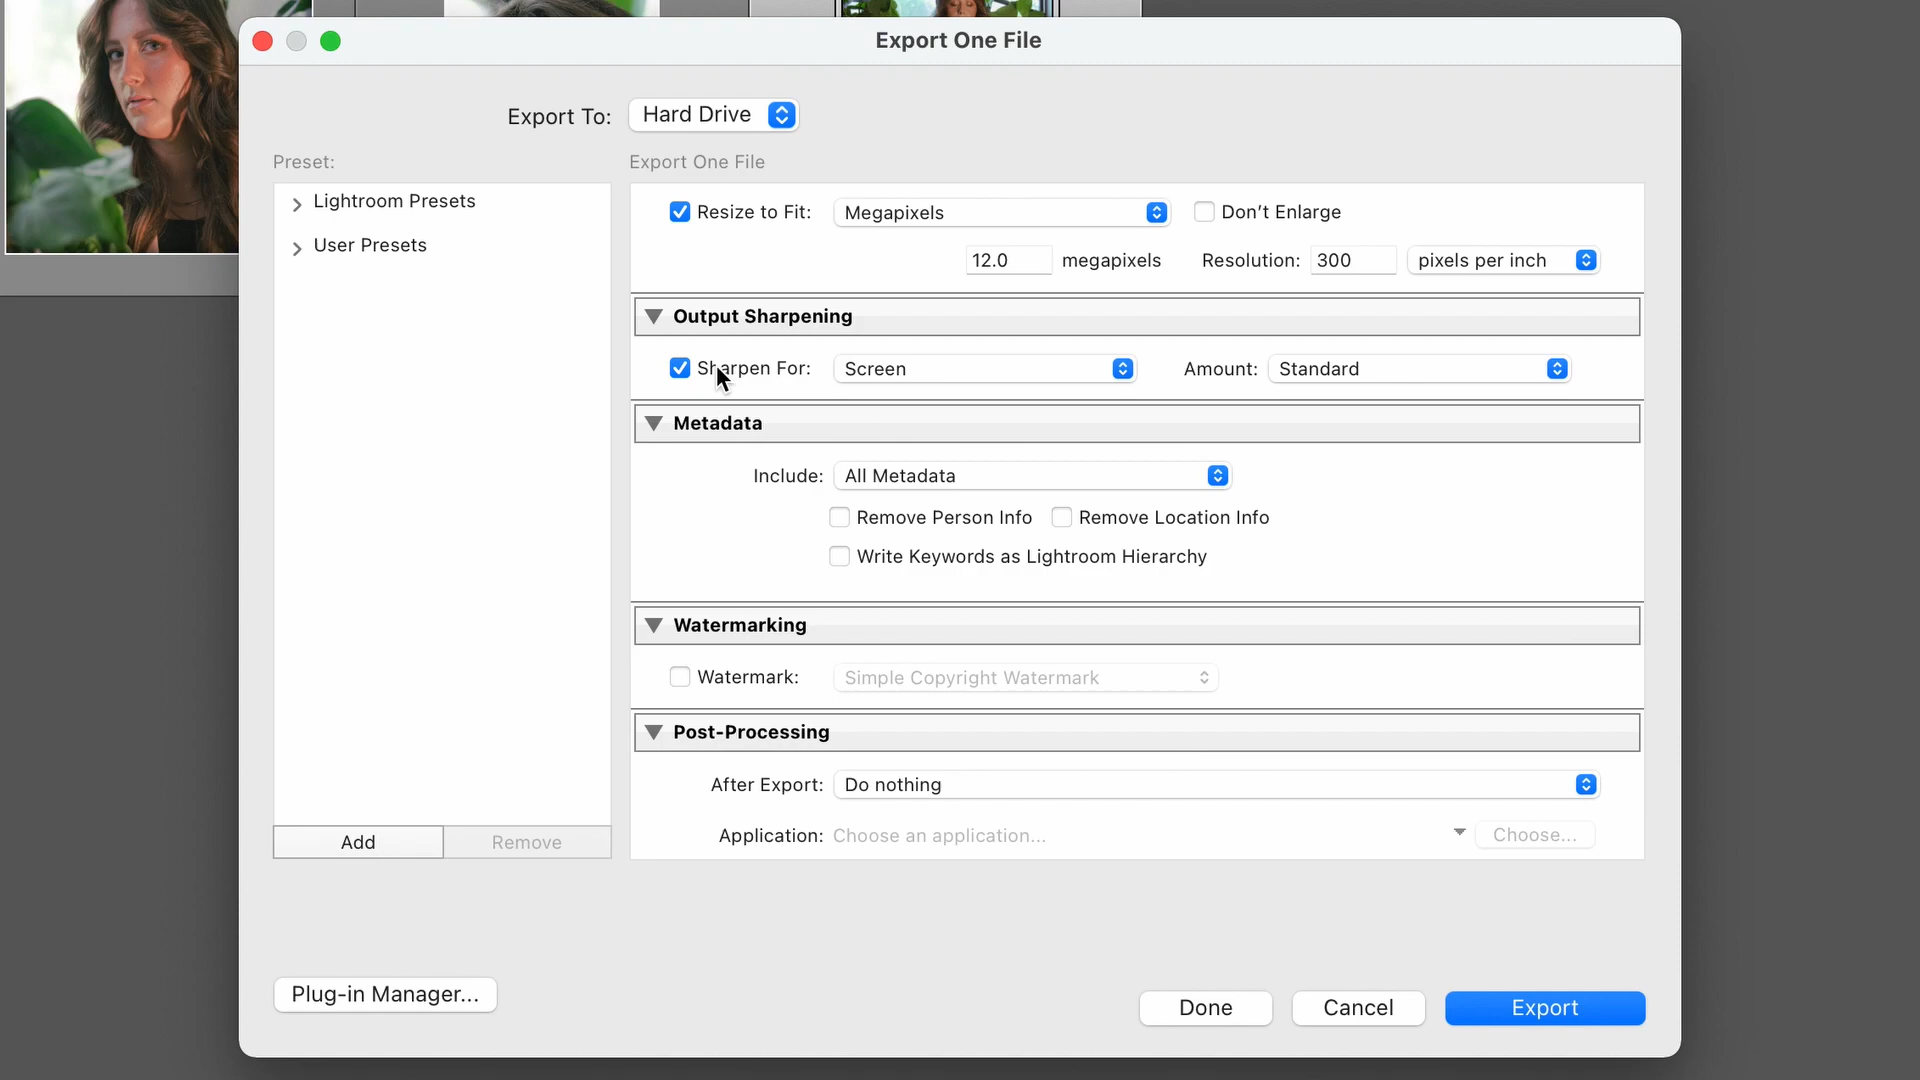 Export One File
Export To: Hard Drive
Preset:
Export One File
Lightroom Presets
User Presets
Resize to Fit: Megapixels Don't Enlarge
12.0 megapixels Resolution: 300 pixels per inch
Output Sharpening
Sharpen For: Screen Amount: Standard
Metadata
Include: All Metadata
Remove Person Info Remove Location Info
Write Keywords as Lightroom Hierarchy
Watermarking
Watermark: Simple Copyright Watermark
Post-Processing
After Export: Do nothing
Application: Choose an application... Choose...
Add Remove
Plug-in Manager...
Done Cancel Export